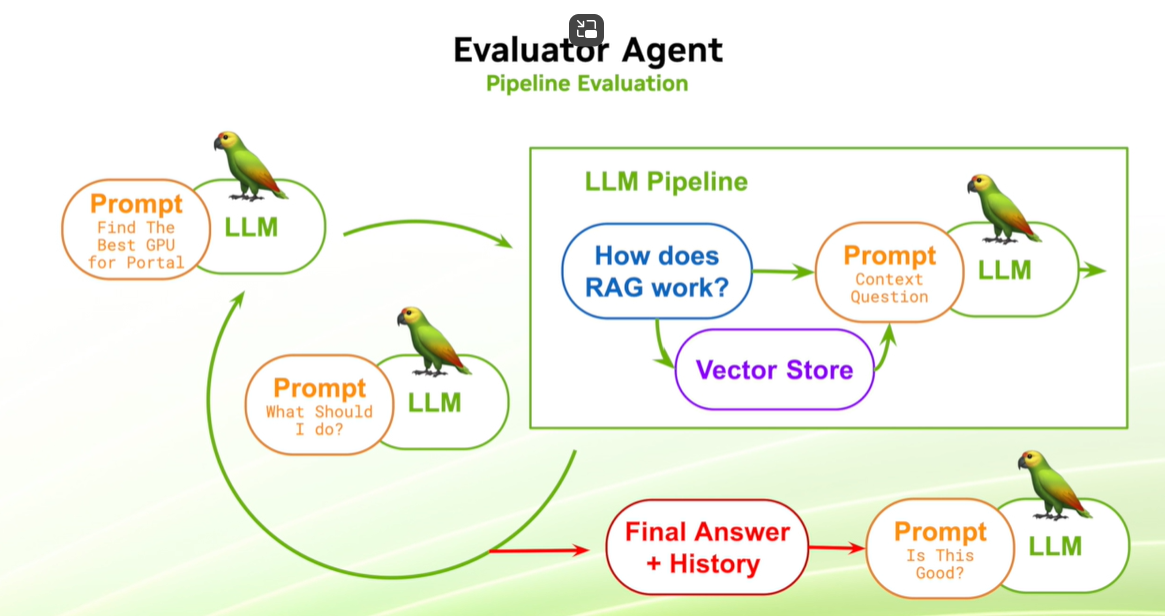 Evaluator Agent
Pipeline Evaluation
Prompt
Find The
Best GPU
for Portal
LLM
Prompt
What Should
I do?
LLM
LLM Pipeline
How does
RAG work?
Vector Store
Prompt
Context
Question
LLM
Final Answer
+ History
Prompt
Is This
Good?
LLM